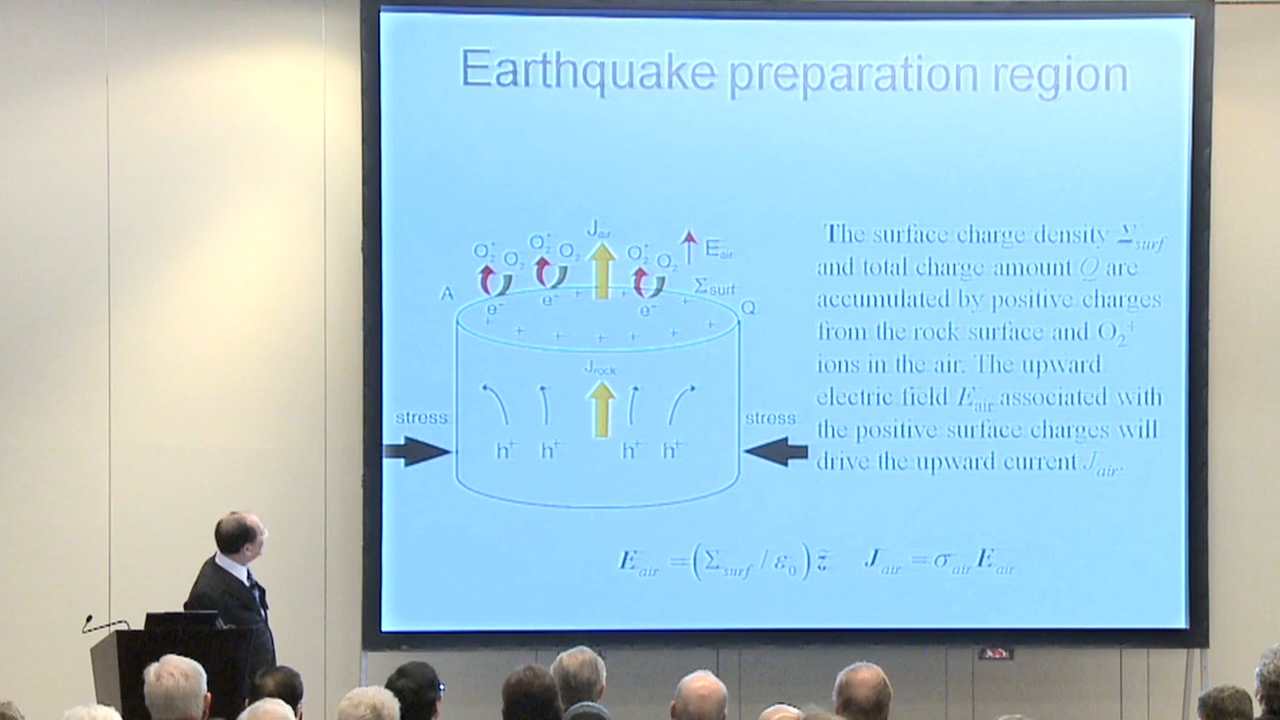 Earthquake preparation region
J_air
O₂⁺ O₂ O₂⁺ O₂ O₂⁺ O₂ E_air
A e⁻ e⁻ e⁻ Σ_surf
Q
+ + + + + + + + + +
J_rock
stress stress
h⁺ h⁺ h⁺ h⁺
The surface charge density Σ_surf
and total charge amount Q are
accumulated by positive charges
from the rock surface and O₂⁺
ions in the air. The upward
electric field E_air associated with
the positive surface charges will
drive the upward current J_air.
E_air = (Σ_surf / ε₀) z̃ J_air = σ_air E_air